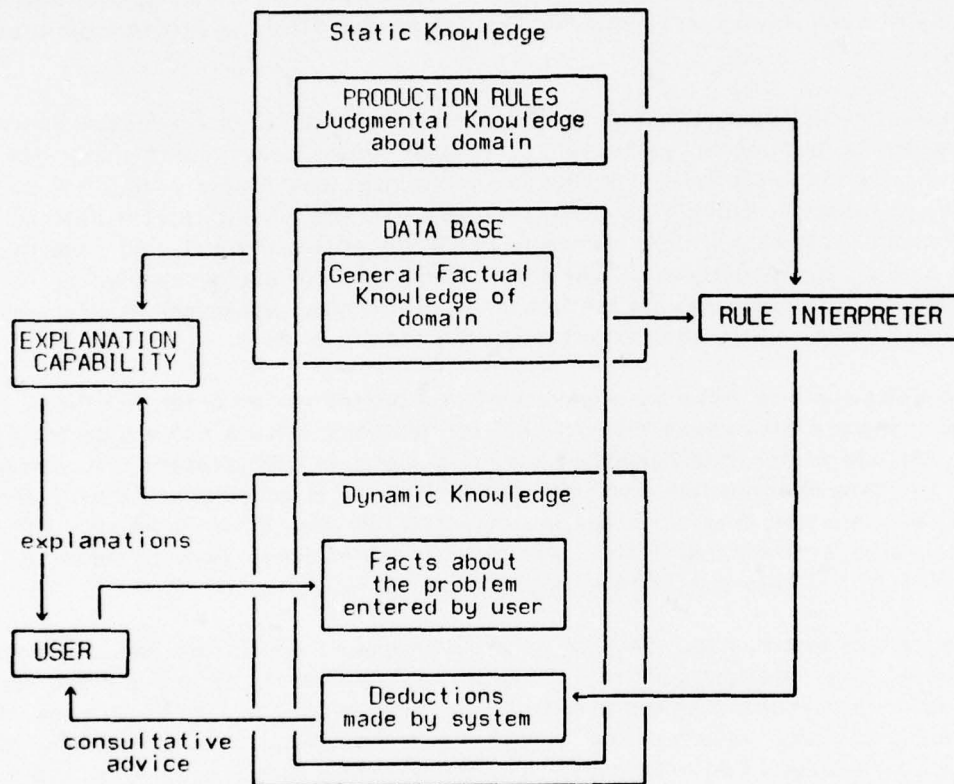 Static Knowledge
PRODUCTION RULES
Judgmental Knowledge
about domain
DATA BASE
General Factual
Knowledge of
domain
RULE INTERPRETER
EXPLANATION
CAPABILITY
Dynamic Knowledge
explanations
Facts about
the problem
entered by user
USER
Deductions
made by system
consultative
advice